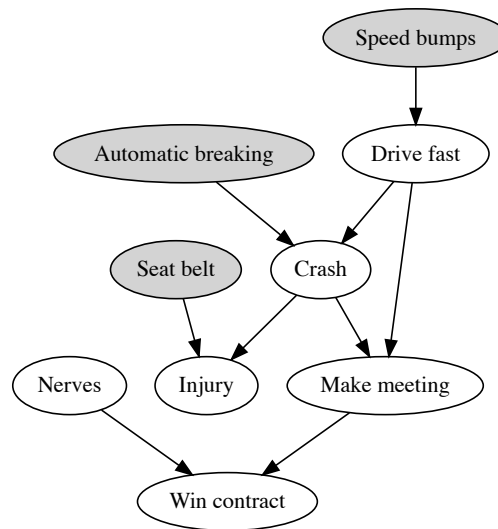 Speed bumps
Automatic breaking
Drive fast
Seat belt
Crash
Nerves
Injury
Make meeting
Win contract